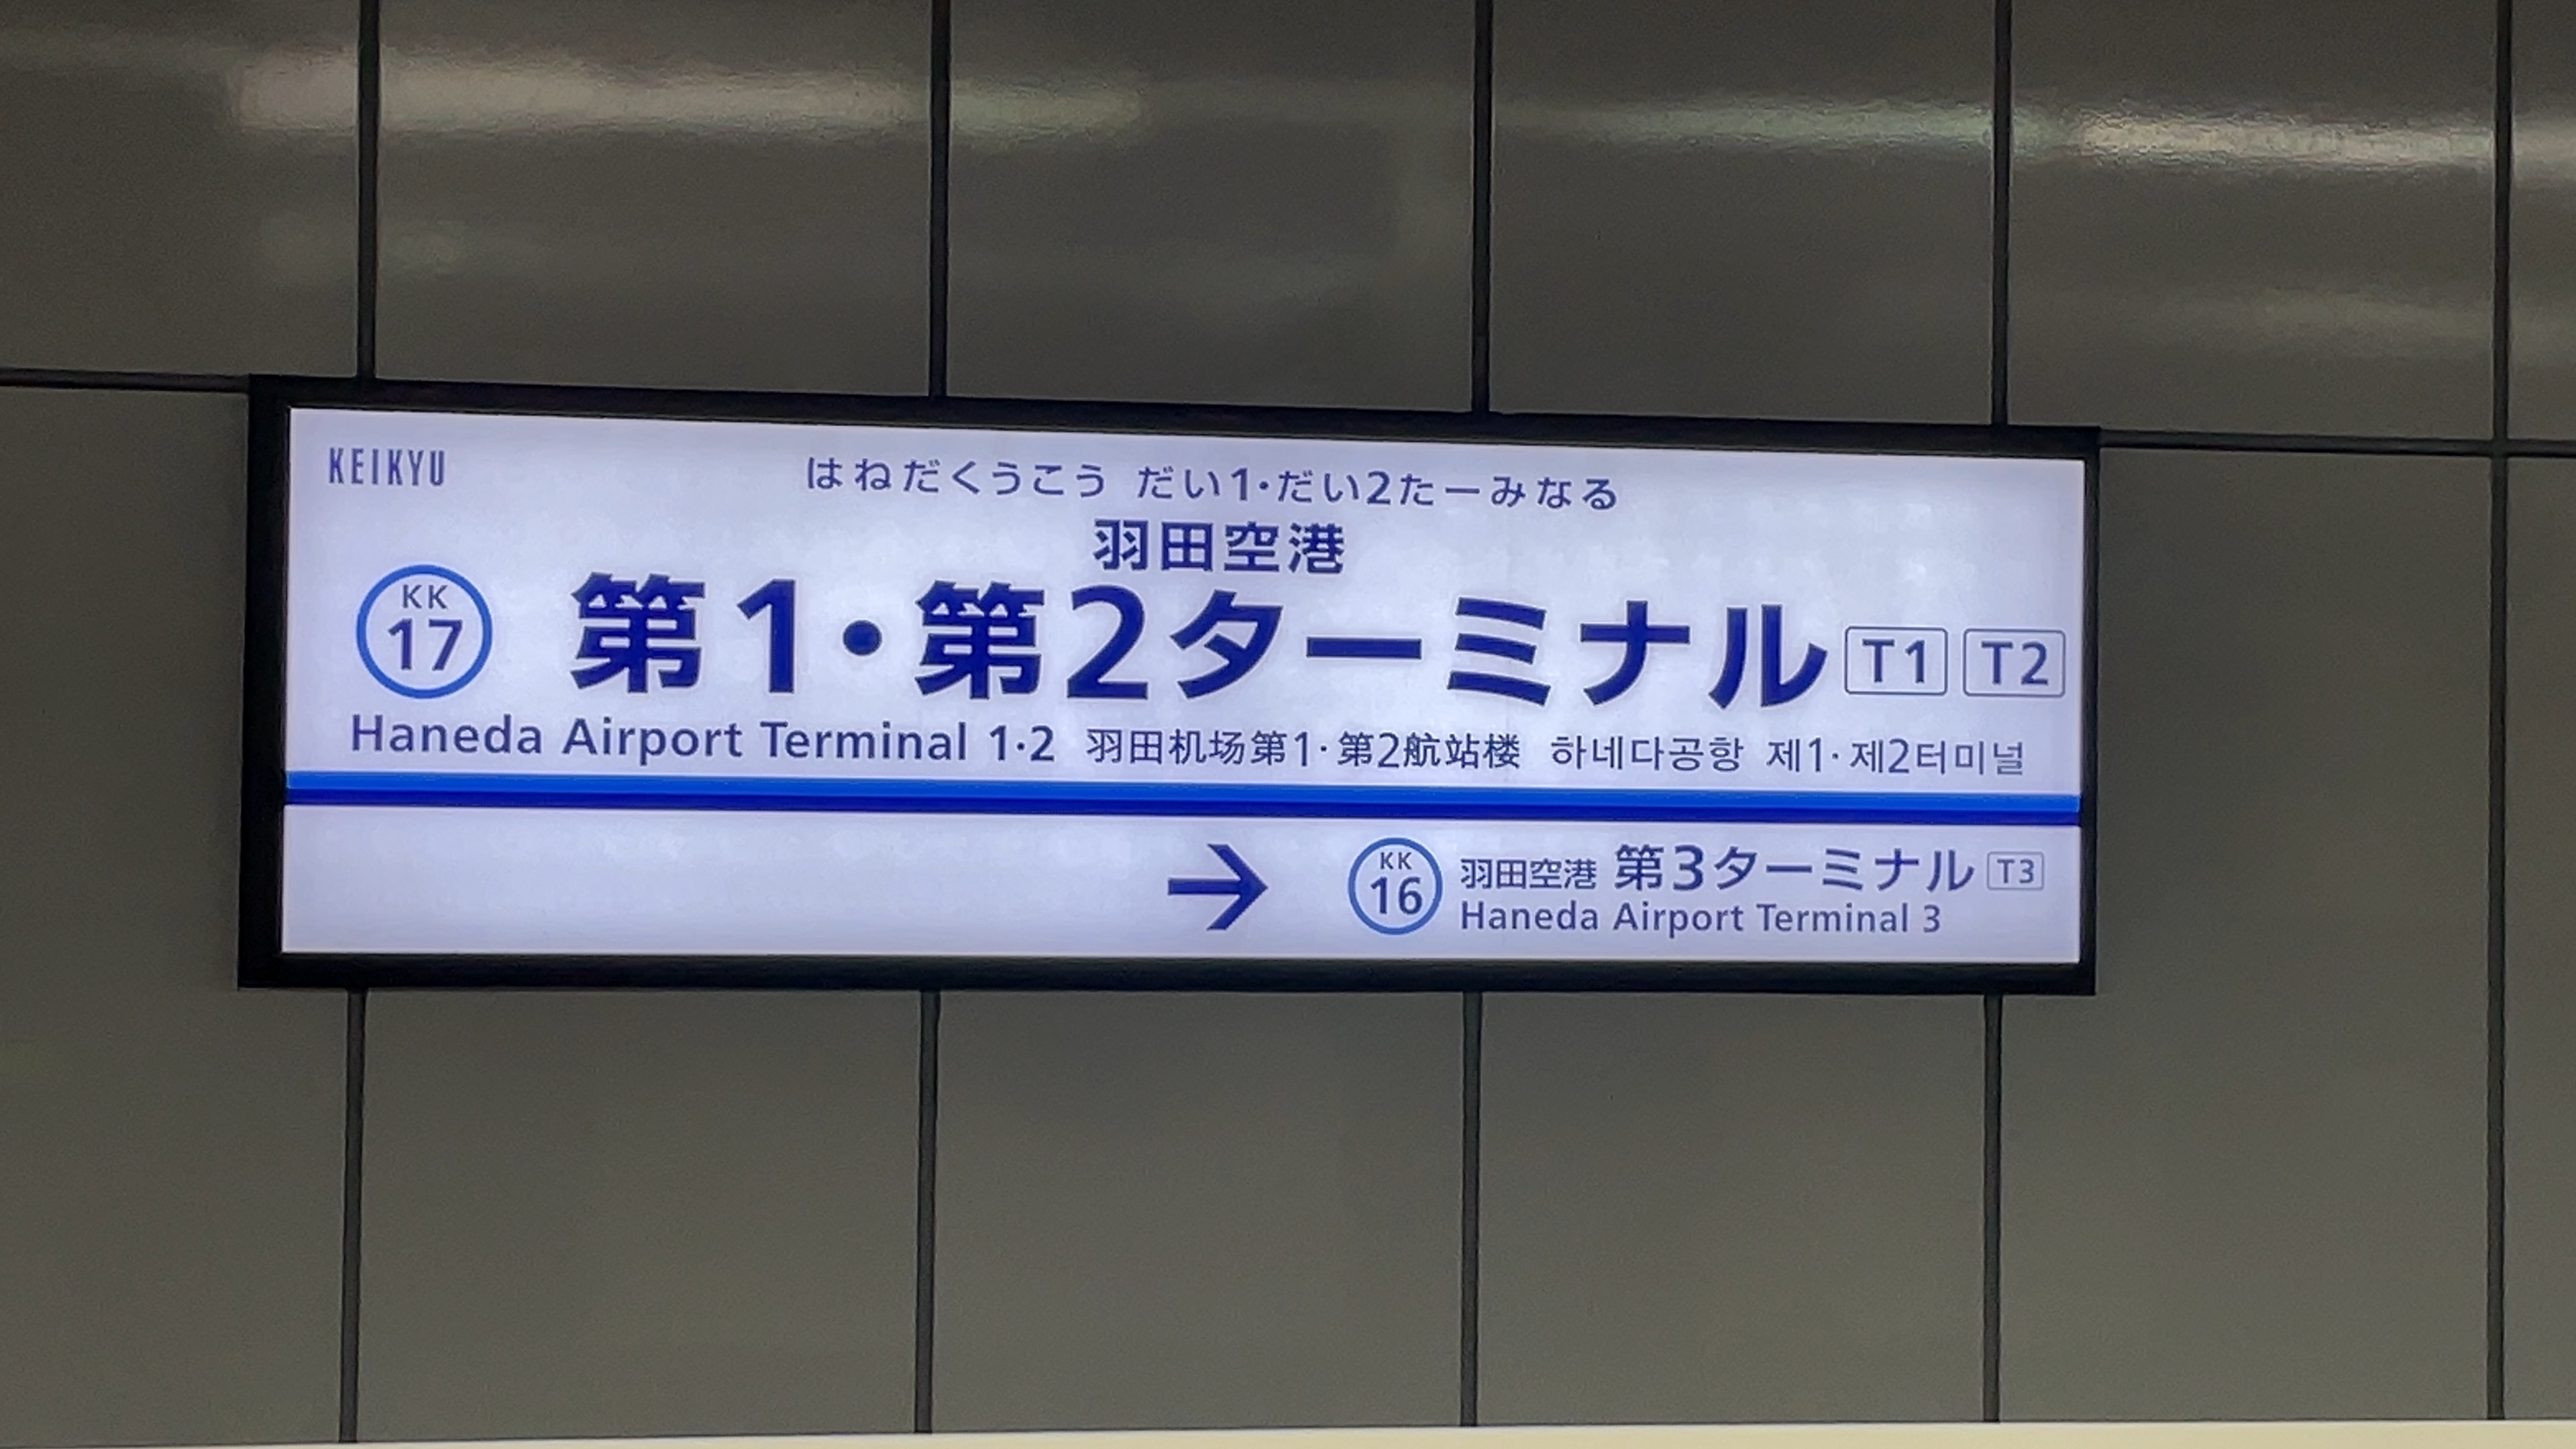 KEIKYU
はねだくうこう だい1・だい2たーみなる
羽田空港
KK
17
第1・第2ターミナル T1 T2
Haneda Airport Terminal 1·2 羽田机场第1·第2航站楼 하네다공항 제1·제2터미널
→
KK
16
羽田空港 第3ターミナル T3
Haneda Airport Terminal 3